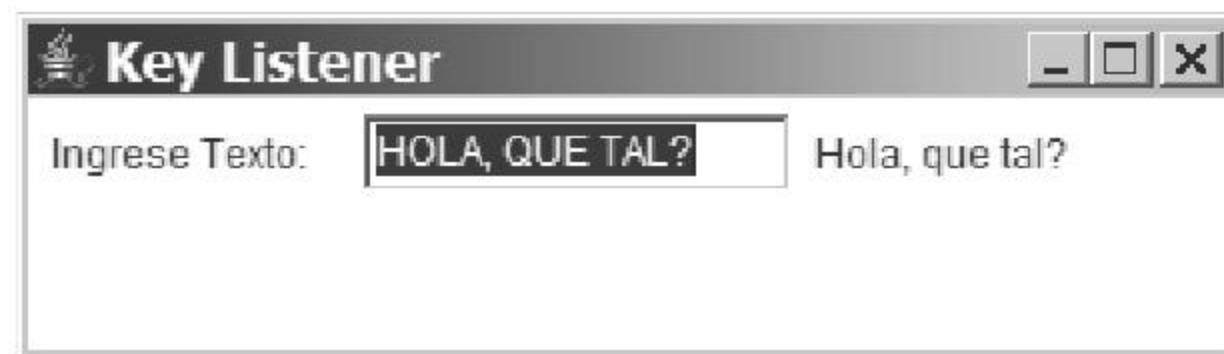 Key Listener
Ingrese Texto: HOLA, QUE TAL? Hola, que tal?